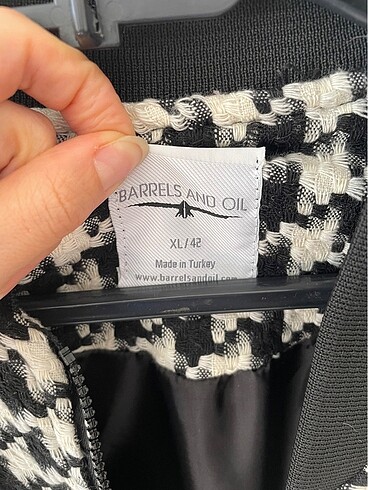 BARRELS AND OIL
XL/42
Made in Turkey
www.barrelsandoil.com